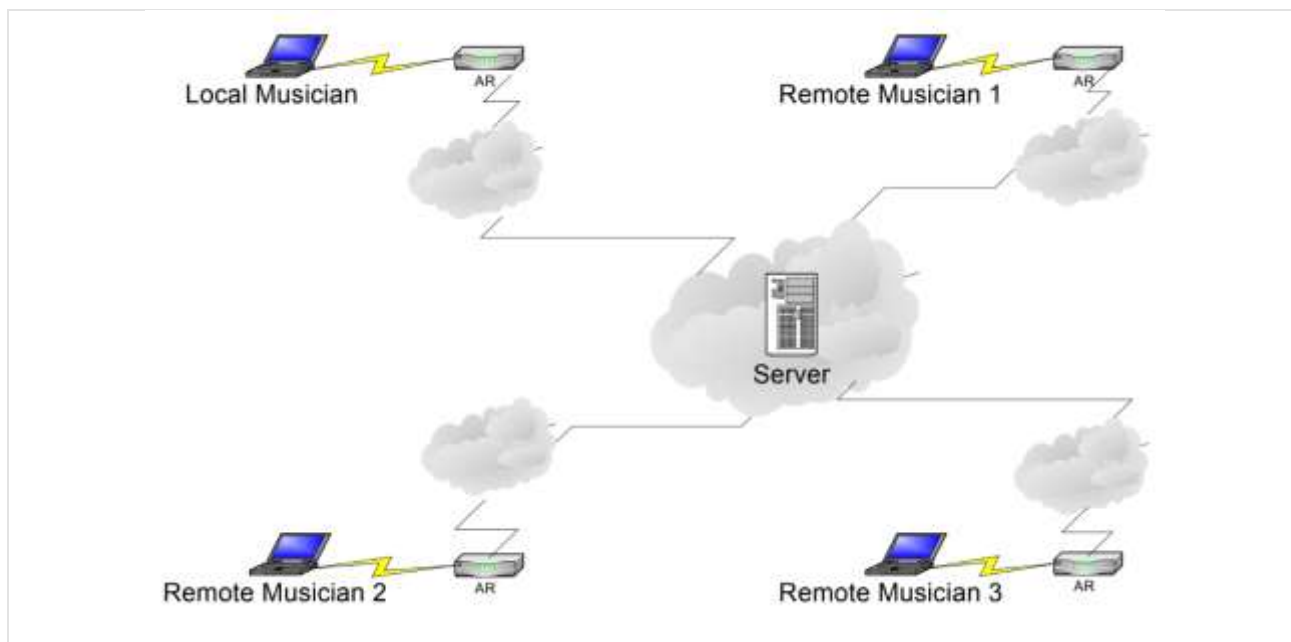 AR
Local Musician
AR
Remote Musician 1
Server
AR
Remote Musician 2
AR
Remote Musician 3